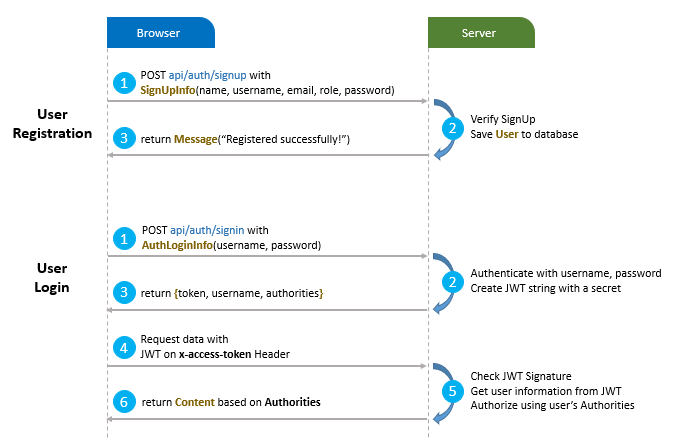 Browser
Server
User
Registration
1
POST api/auth/signup with
SignUpInfo(name, username, email, role, password)
2
Verify SignUp
Save User to database
3
return Message(“Registered successfully!”)
User
Login
1
POST api/auth/signin with
AuthLoginInfo(username, password)
2
Authenticate with username, password
Create JWT string with a secret
3
return {token, username, authorities}
4
Request data with
JWT on x-access-token Header
5
Check JWT Signature
Get user information from JWT
Authorize using user’s Authorities
6
return Content based on Authorities